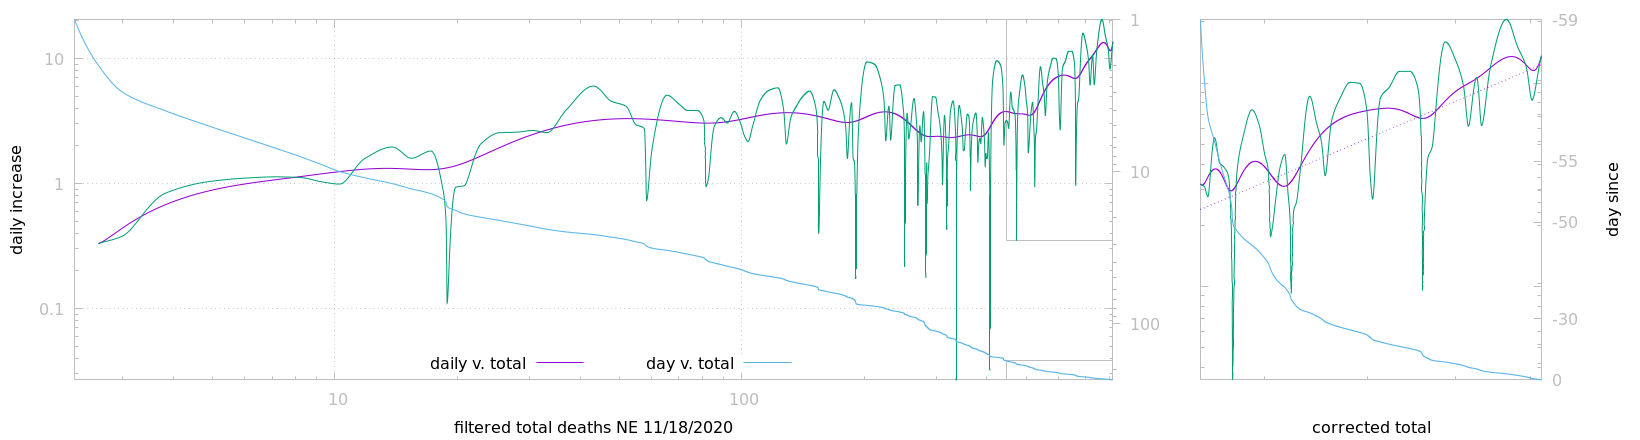 daily increase
10
1
0.1
10
100
daily v. total
day v. total
filtered total deaths NE 11/18/2020
1
10
100
-59
-55
-50
-30
0
day since
corrected total